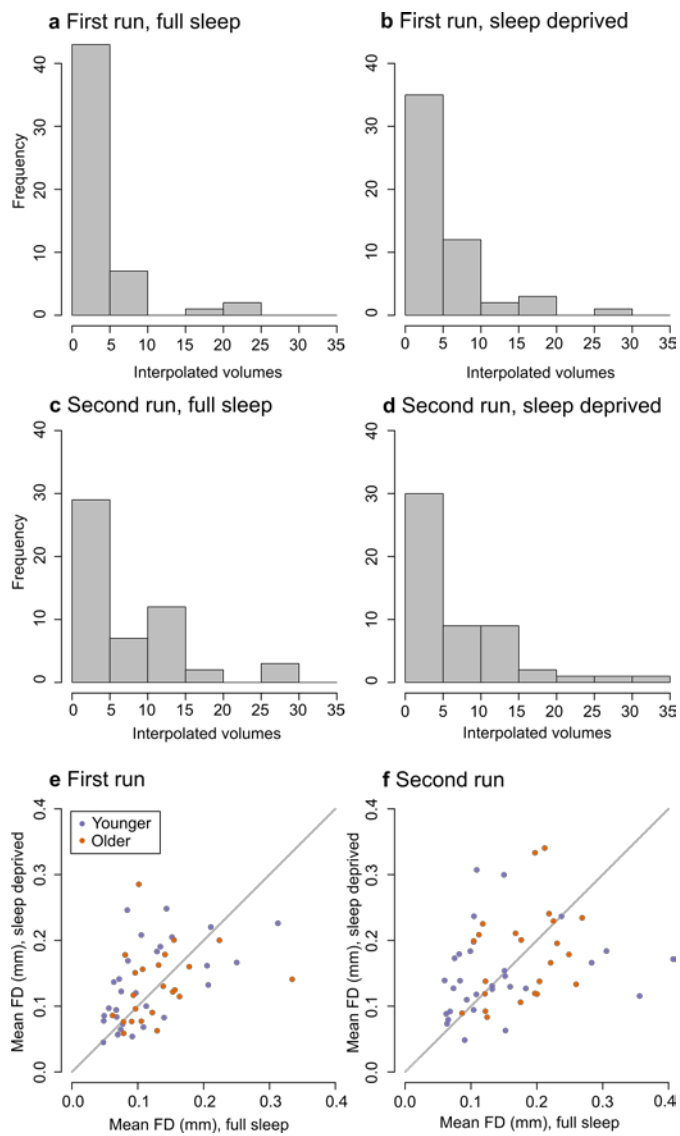 a First run, full sleep
b First run, sleep deprived
Frequency
40
30
20
10
0
0 5 10 15 20 25 30 35
Interpolated volumes
40
30
20
10
0
0 5 10 15 20 25 30 35
Interpolated volumes
c Second run, full sleep
d Second run, sleep deprived
Frequency
40
30
20
10
0
0 5 10 15 20 25 30 35
Interpolated volumes
40
30
20
10
0
0 5 10 15 20 25 30 35
Interpolated volumes
e First run
f Second run
Mean FD (mm), sleep deprived
0.4
0.3
0.2
0.1
0.0
Younger
Older
0.0 0.1 0.2 0.3 0.4
Mean FD (mm), full sleep
Mean FD (mm), sleep deprived
0.4
0.3
0.2
0.1
0.0
0.0 0.1 0.2 0.3 0.4
Mean FD (mm), full sleep